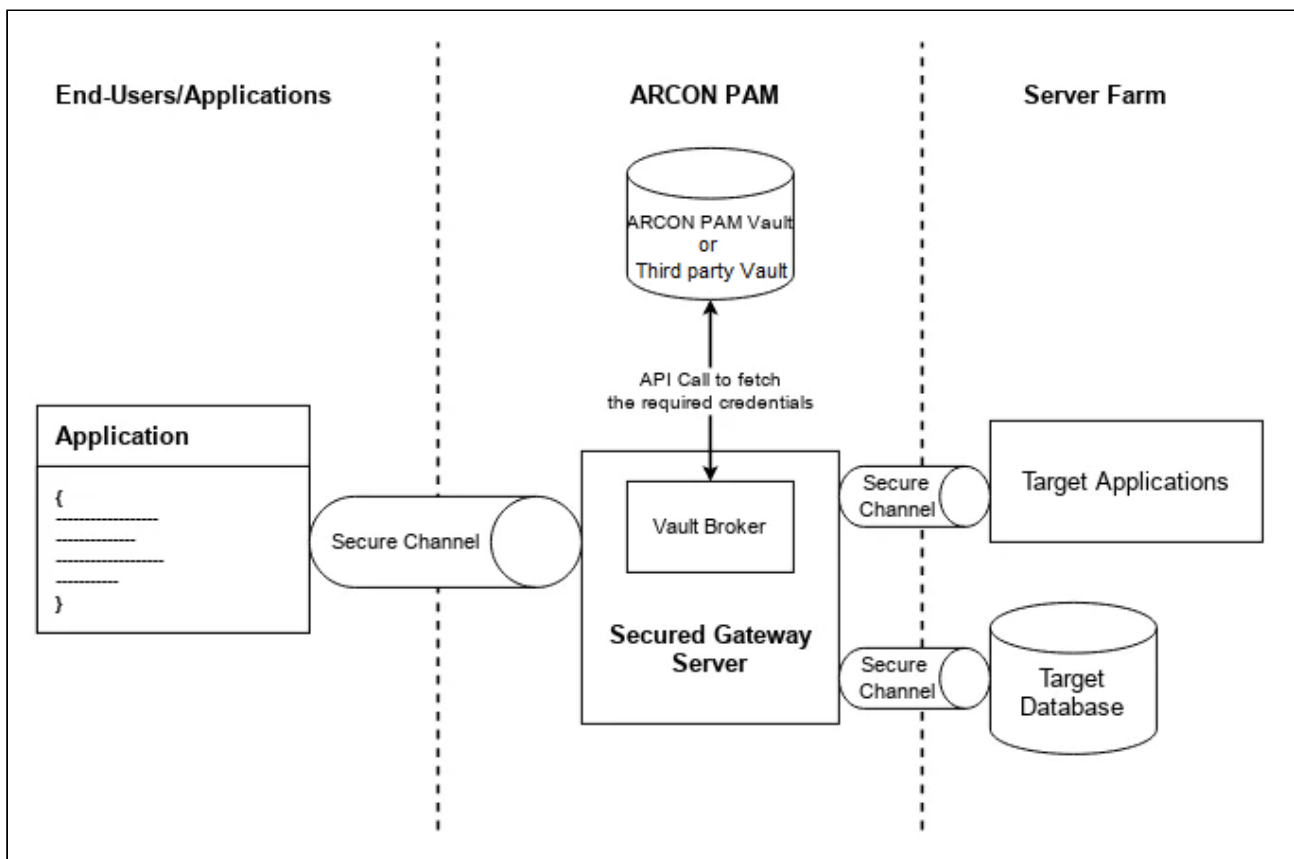 End-Users/Applications
ARCON PAM
Server Farm
ARCON PAM Vault
or
Third party Vault
API Call to fetch
the required credentials
Application
{
--------------------
---------------
---------------------
------------
}
Secure Channel
Vault Broker
Secured Gateway
Server
Secure
Channel
Target Applications
Secure
Channel
Target
Database